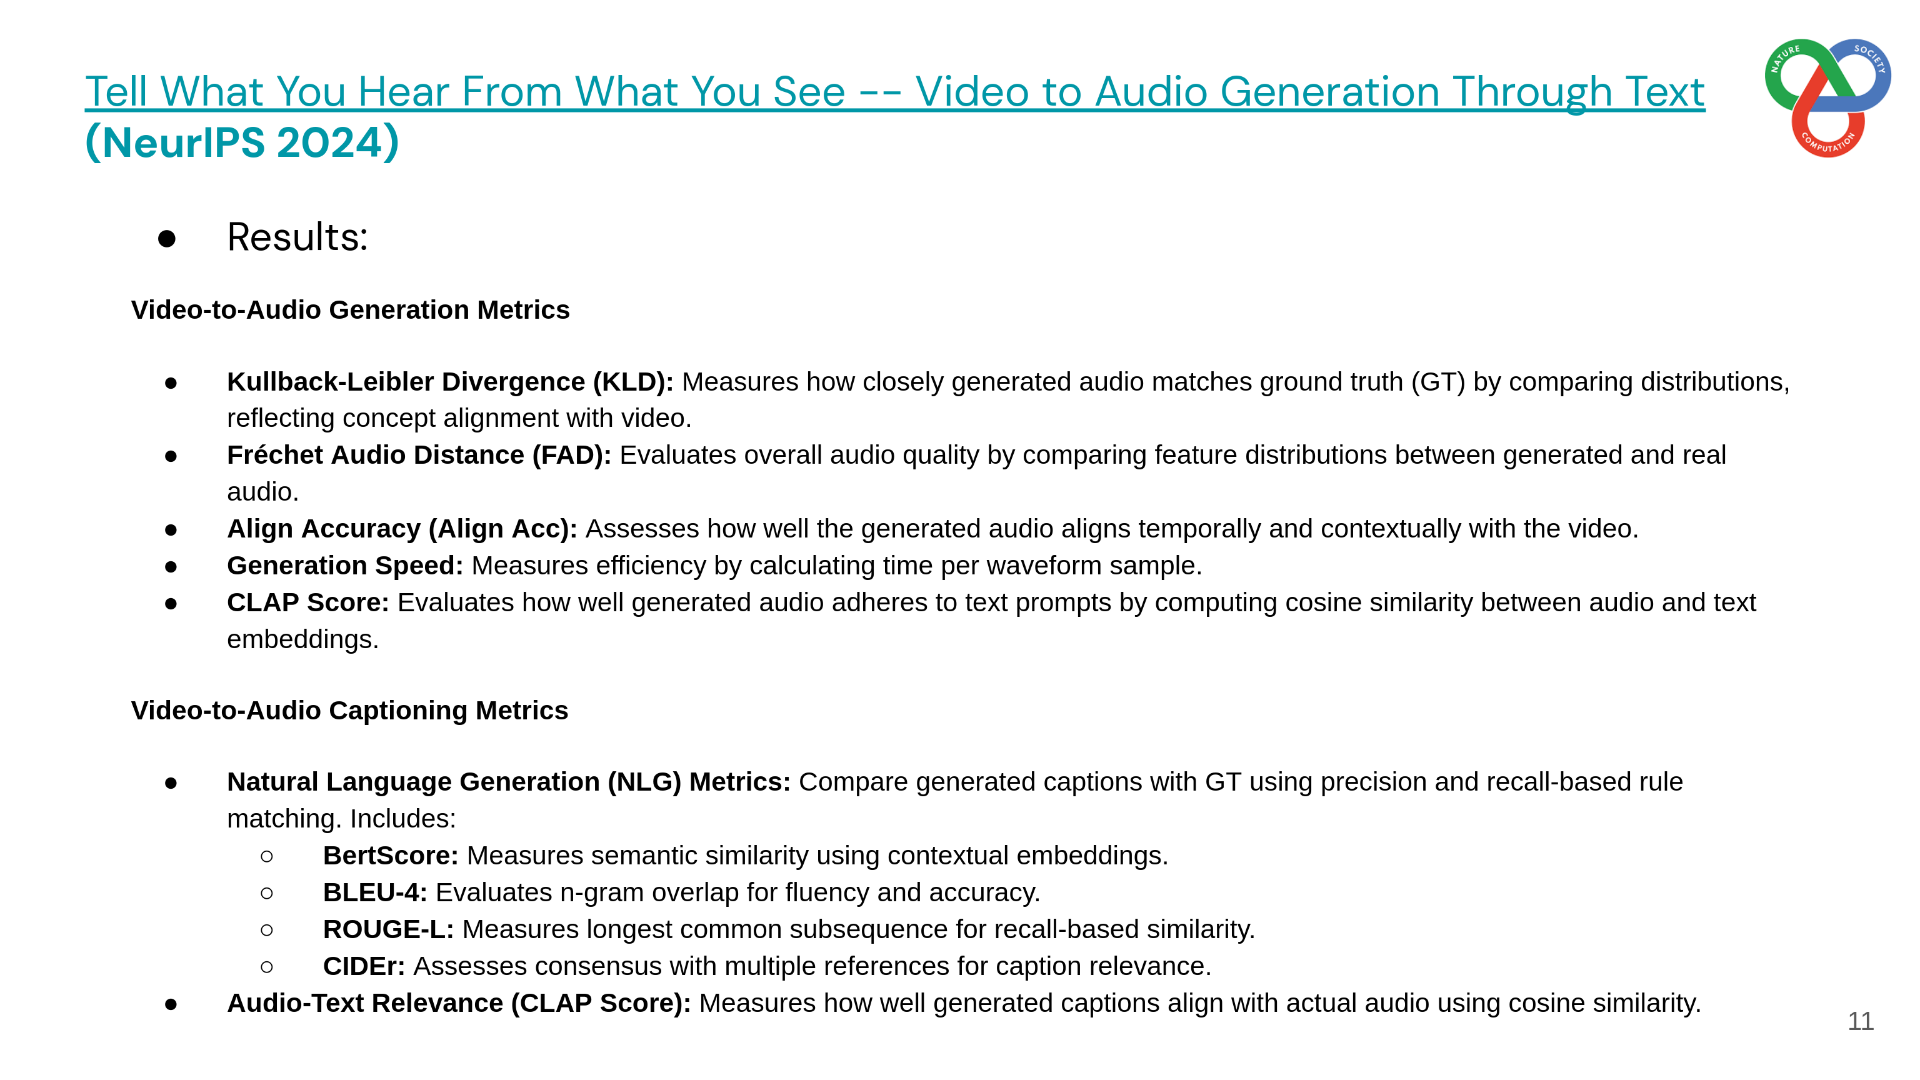 Tell What You Hear From What You See -- Video to Audio Generation Through Text
(NeurIPS 2024)
NATURE
SOCIETY
COMPUTATION
● Results:
Video-to-Audio Generation Metrics
● Kullback-Leibler Divergence (KLD): Measures how closely generated audio matches ground truth (GT) by comparing distributions,
reflecting concept alignment with video.
● Fréchet Audio Distance (FAD): Evaluates overall audio quality by comparing feature distributions between generated and real
audio.
● Align Accuracy (Align Acc): Assesses how well the generated audio aligns temporally and contextually with the video.
● Generation Speed: Measures efficiency by calculating time per waveform sample.
● CLAP Score: Evaluates how well generated audio adheres to text prompts by computing cosine similarity between audio and text
embeddings.
Video-to-Audio Captioning Metrics
● Natural Language Generation (NLG) Metrics: Compare generated captions with GT using precision and recall-based rule
matching. Includes:
○ BertScore: Measures semantic similarity using contextual embeddings.
○ BLEU-4: Evaluates n-gram overlap for fluency and accuracy.
○ ROUGE-L: Measures longest common subsequence for recall-based similarity.
○ CIDEr: Assesses consensus with multiple references for caption relevance.
● Audio-Text Relevance (CLAP Score): Measures how well generated captions align with actual audio using cosine similarity.
11